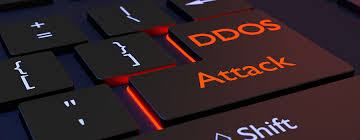 +
=
{
[
}
]
"
'
DDOS
Attack
Shift